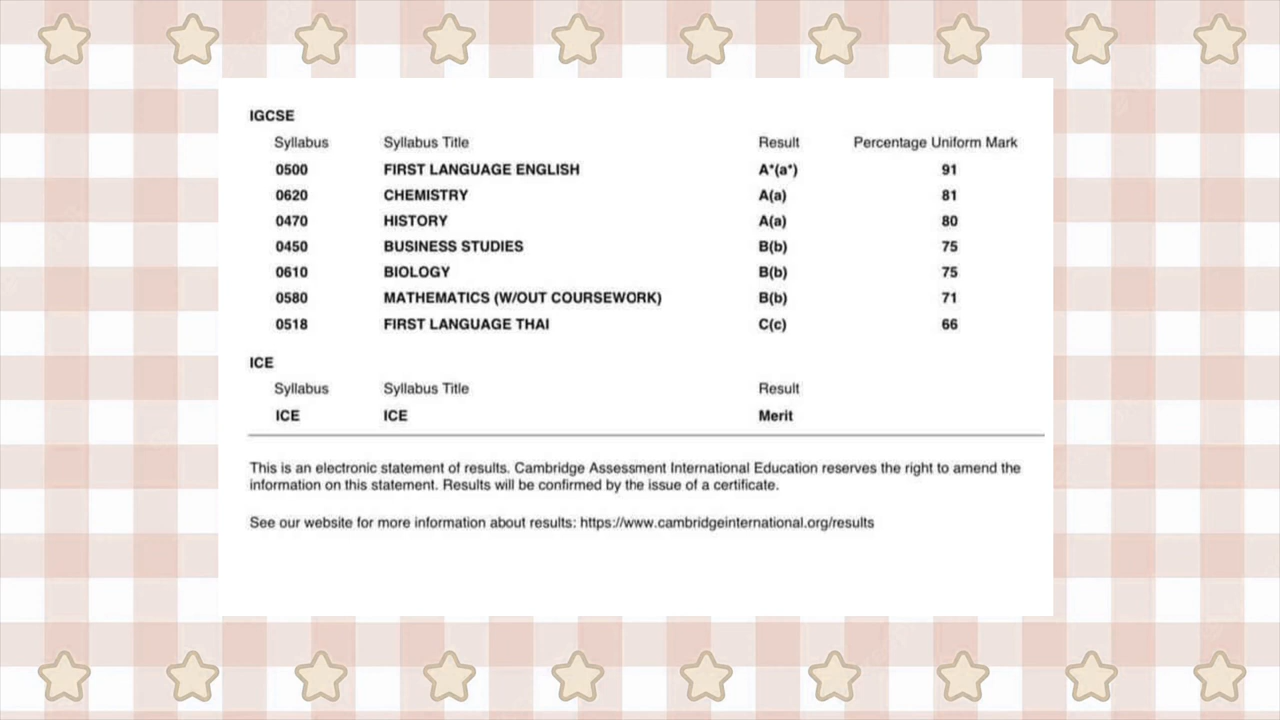 IGCSE
Syllabus Syllabus Title Result Percentage Uniform Mark
0500 FIRST LANGUAGE ENGLISH A*(a*) 91
0620 CHEMISTRY A(a) 81
0470 HISTORY A(a) 80
0450 BUSINESS STUDIES B(b) 75
0610 BIOLOGY B(b) 75
0580 MATHEMATICS (W/OUT COURSEWORK) B(b) 71
0518 FIRST LANGUAGE THAI C(c) 66
ICE
Syllabus Syllabus Title Result
ICE ICE Merit
This is an electronic statement of results. Cambridge Assessment International Education reserves the right to amend the
information on this statement. Results will be confirmed by the issue of a certificate.
See our website for more information about results: https://www.cambridgeinternational.org/results